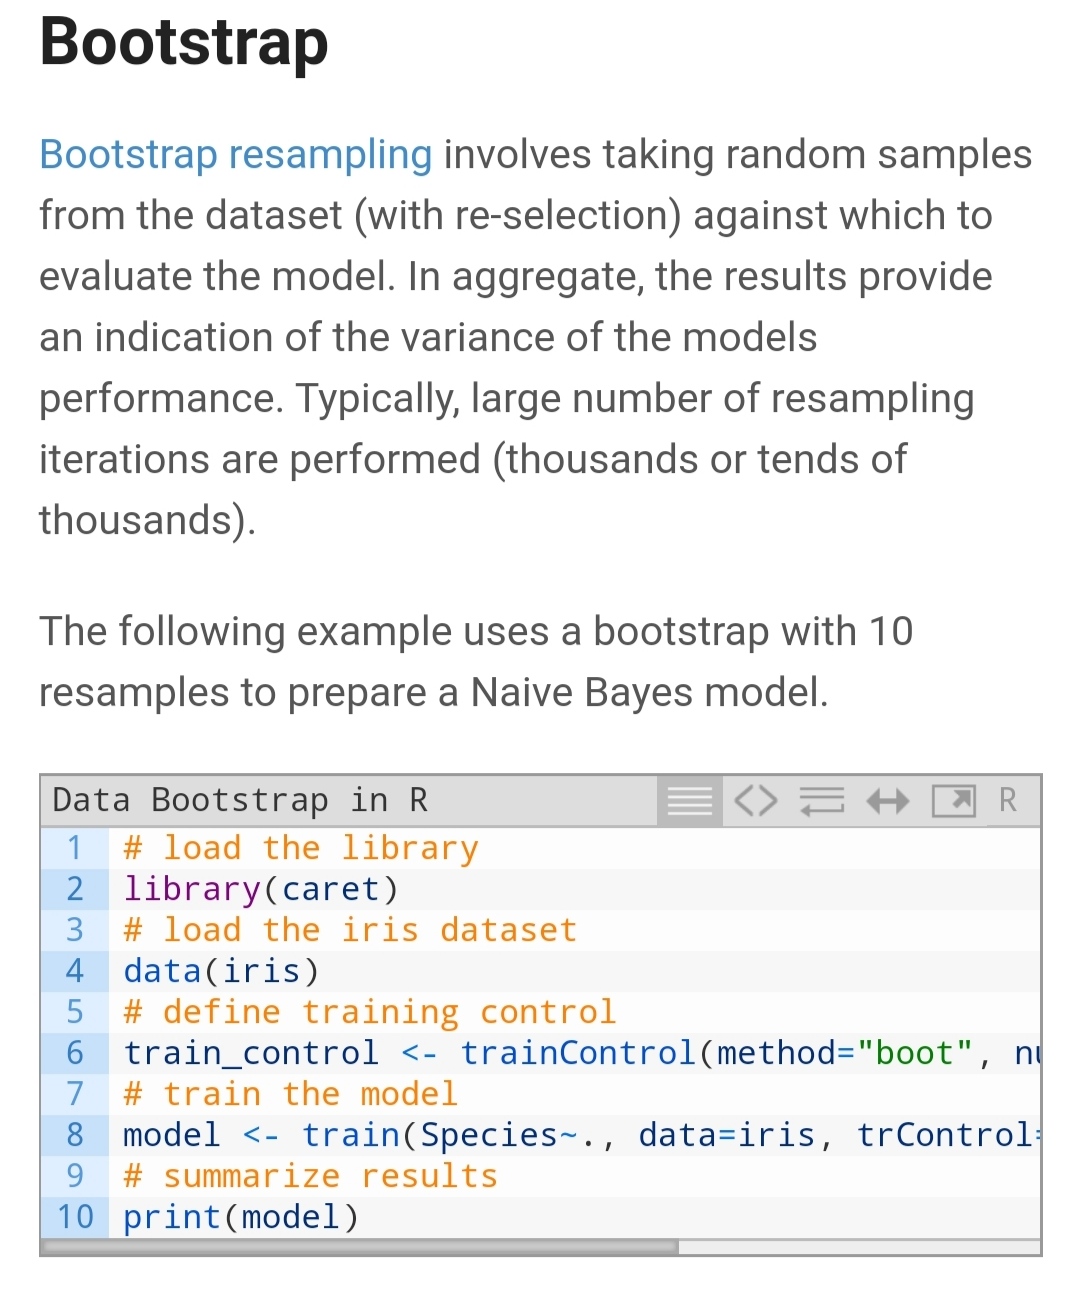 Bootstrap
Bootstrap resampling involves taking random samples
from the dataset (with re-selection) against which to
evaluate the model. In aggregate, the results provide
an indication of the variance of the models
performance. Typically, large number of resampling
iterations are performed (thousands or tends of
thousands).
The following example uses a bootstrap with 10
resamples to prepare a Naive Bayes model.
Data Bootstrap in R R
1 # load the library
2 library(caret)
3 # load the iris dataset
4 data(iris)
5 # define training control
6 train_control <- trainControl(method="boot",
7 # train the model
8 model <- train(Species~., data=iris, trControl=
9 # summarize results
10 print(model)